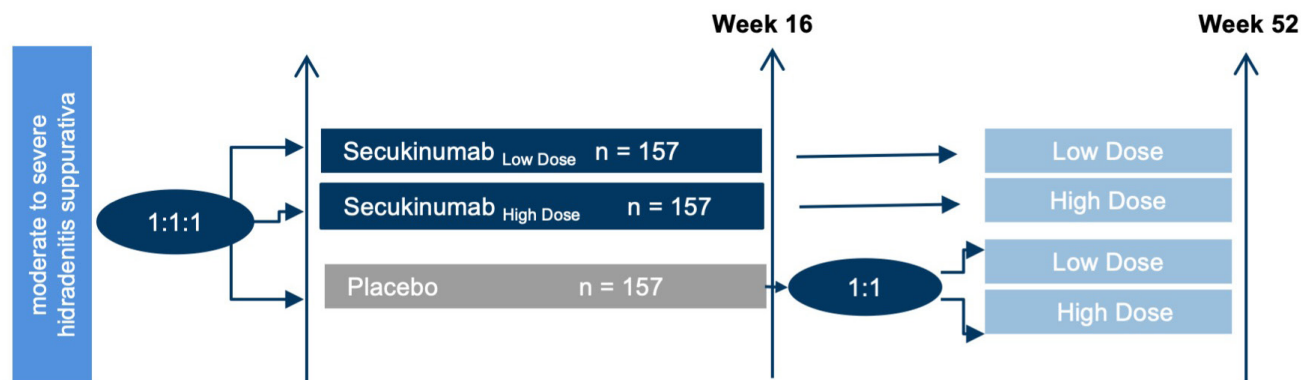 Week 16
Week 52
moderate to severe
hidradenitis suppurativa
1:1:1
Secukinumab Low Dose n = 157
Secukinumab High Dose n = 157
Placebo n = 157
1:1
Low Dose
High Dose
Low Dose
High Dose